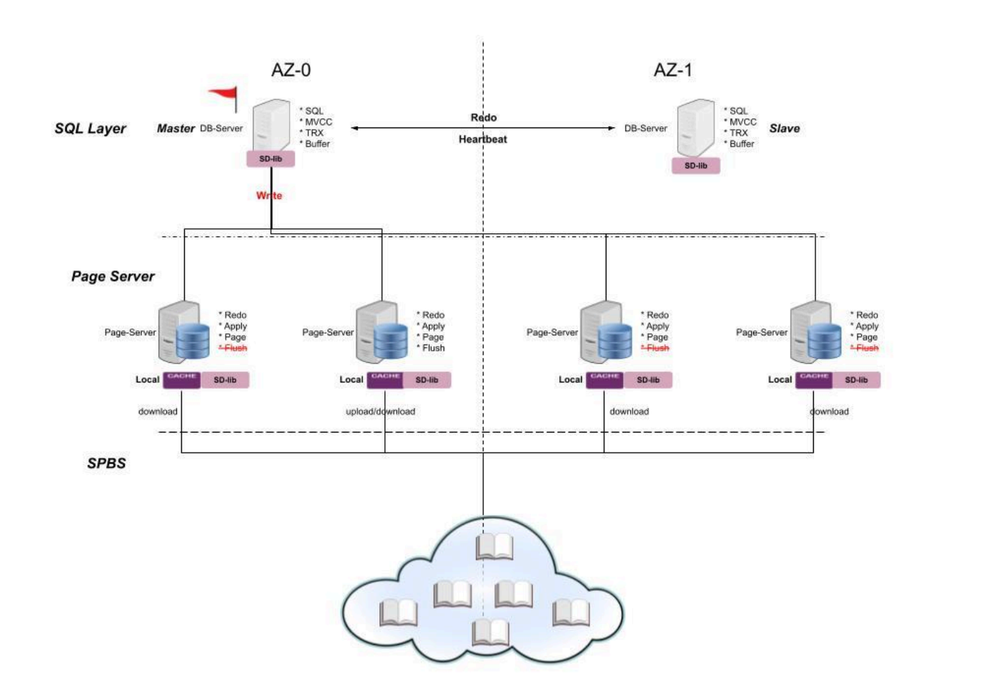 AZ-0
AZ-1
SQL Layer
Master
DB-Server
* SQL
* MVCC
* TRX
* Buffer
SD-lib
Redo
Heartbeat
DB-Server
* SQL
* MVCC
* TRX
* Buffer
Slave
SD-lib
Write
Page Server
Page-Server
* Redo
* Apply
* Page
* Flush
Local
CACHE
SD-lib
download
Page-Server
* Redo
* Apply
* Page
* Flush
Local
CACHE
SD-lib
upload/download
Page-Server
* Redo
* Apply
* Page
* Flush
Local
CACHE
SD-lib
download
Page-Server
* Redo
* Apply
* Page
* Flush
Local
CACHE
SD-lib
download
SPBS